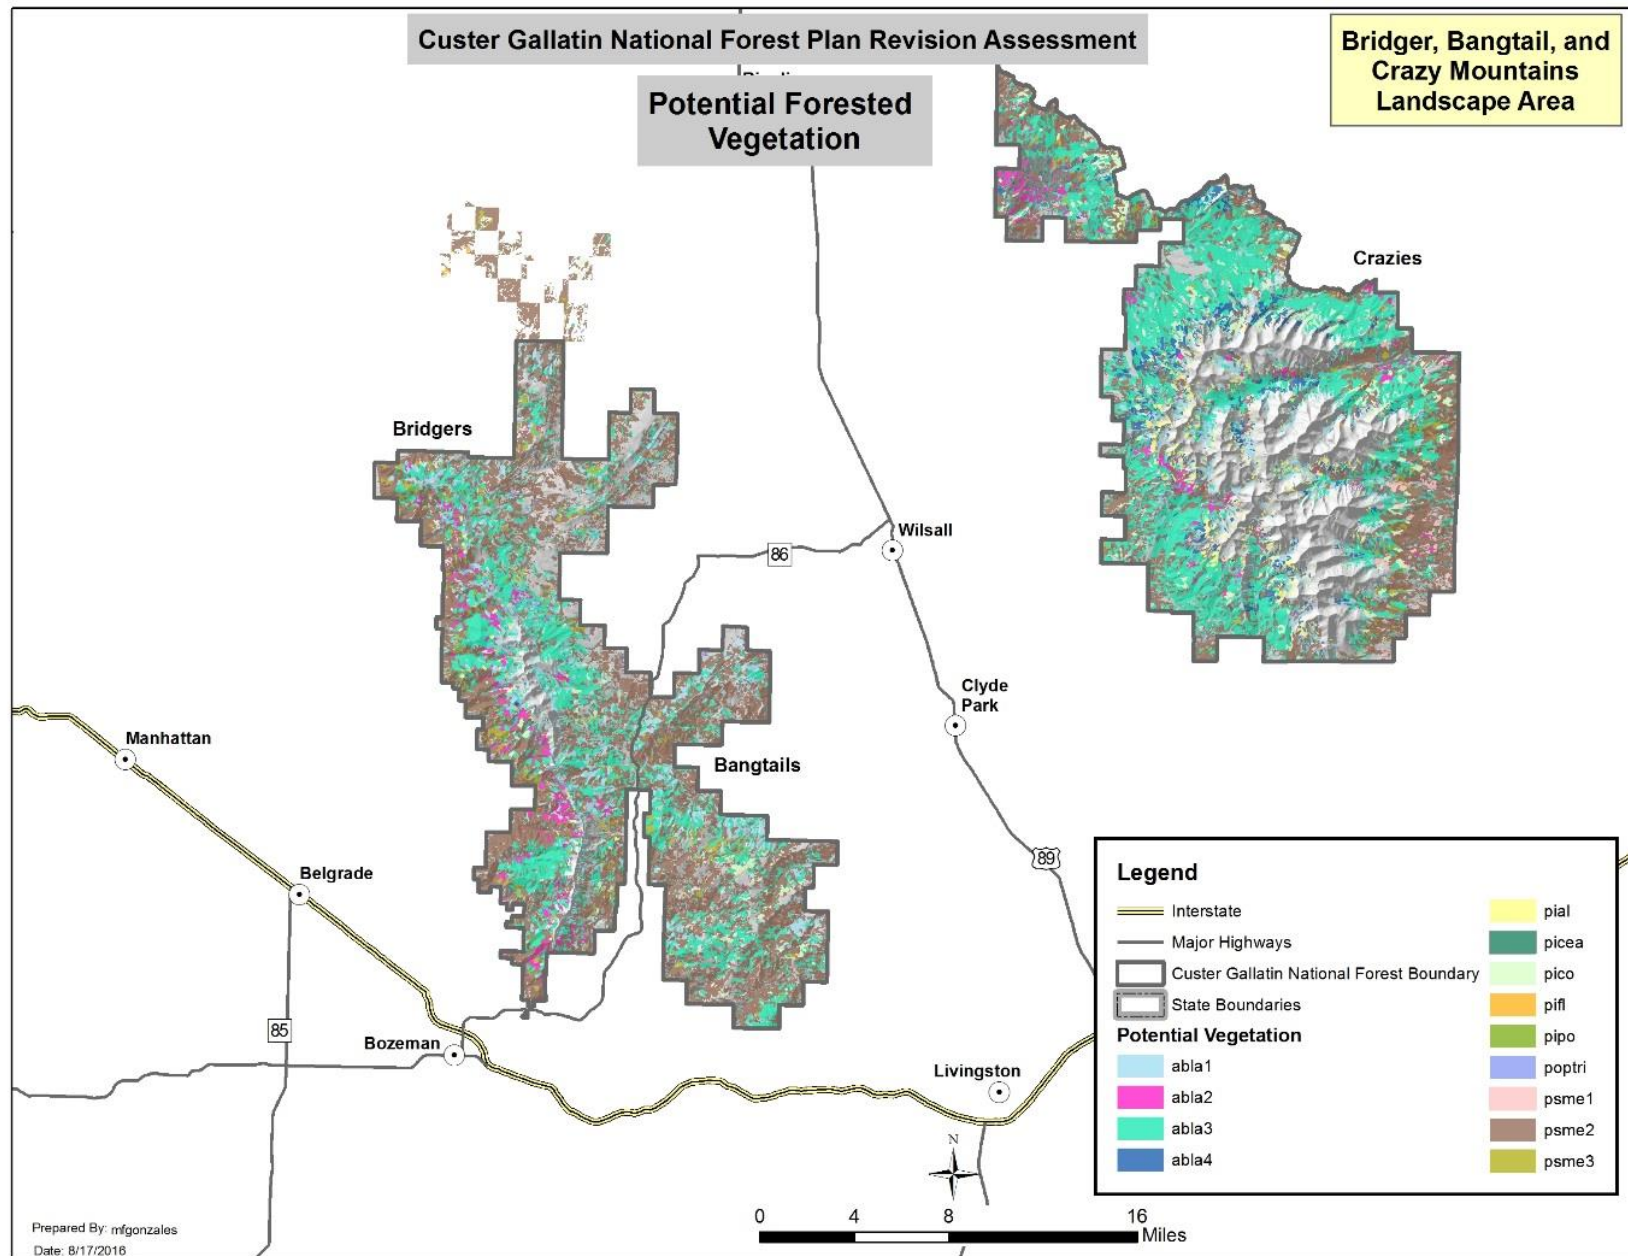 Custer Gallatin National Forest Plan Revision Assessment
Potential Forested
Vegetation
Bridger, Bangtail, and
Crazy Mountains
Landscape Area
Crazies
Bridgers
Wilsall
86
Clyde
Park
Manhattan
Bangtails
89
Belgrade
85
Bozeman
Livingston
Legend
Interstate
Major Highways
Custer Gallatin National Forest Boundary
State Boundaries
Potential Vegetation
abla1
abla2
abla3
abla4
pial
picea
pico
pifl
pipo
poptri
psme1
psme2
psme3
N
0 4 8 16
Miles
Prepared By: mfgonzales
Date: 8/17/2016